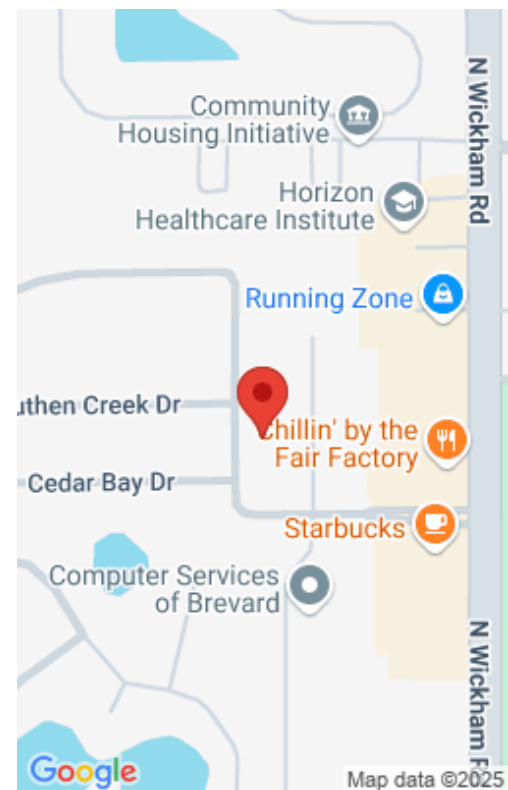 Community
Housing Initiative
N Wickham Rd
Horizon
Healthcare Institute
Running Zone
uthen Creek Dr
Chillin' by the
Fair Factory
Cedar Bay Dr
Starbucks
Computer Services
of Brevard
N Wickham R
Google
Map data ©2025